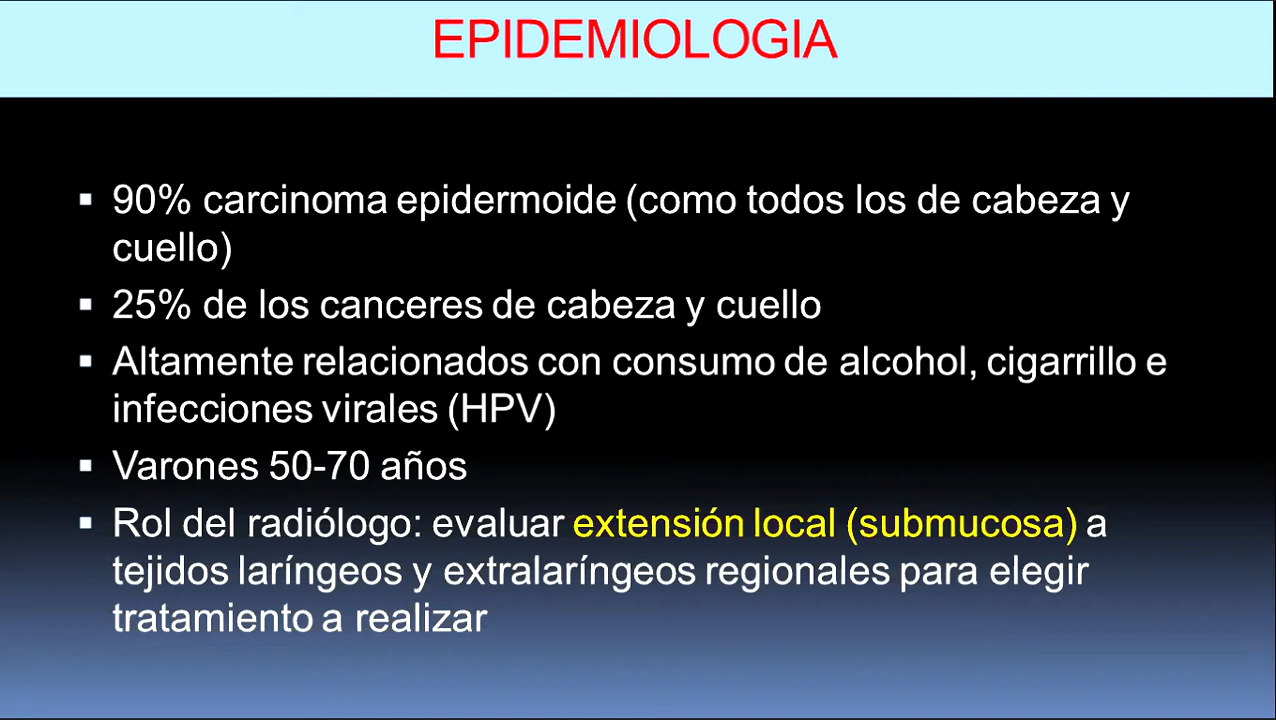 EPIDEMIOLOGIA
▪ 90% carcinoma epidermoide (como todos los de cabeza y
cuello)
▪ 25% de los canceres de cabeza y cuello
▪ Altamente relacionados con consumo de alcohol, cigarrillo e
infecciones virales (HPV)
▪ Varones 50-70 años
▪ Rol del radiólogo: evaluar extensión local (submucosa) a
tejidos laríngeos y extralaríngeos regionales para elegir
tratamiento a realizar